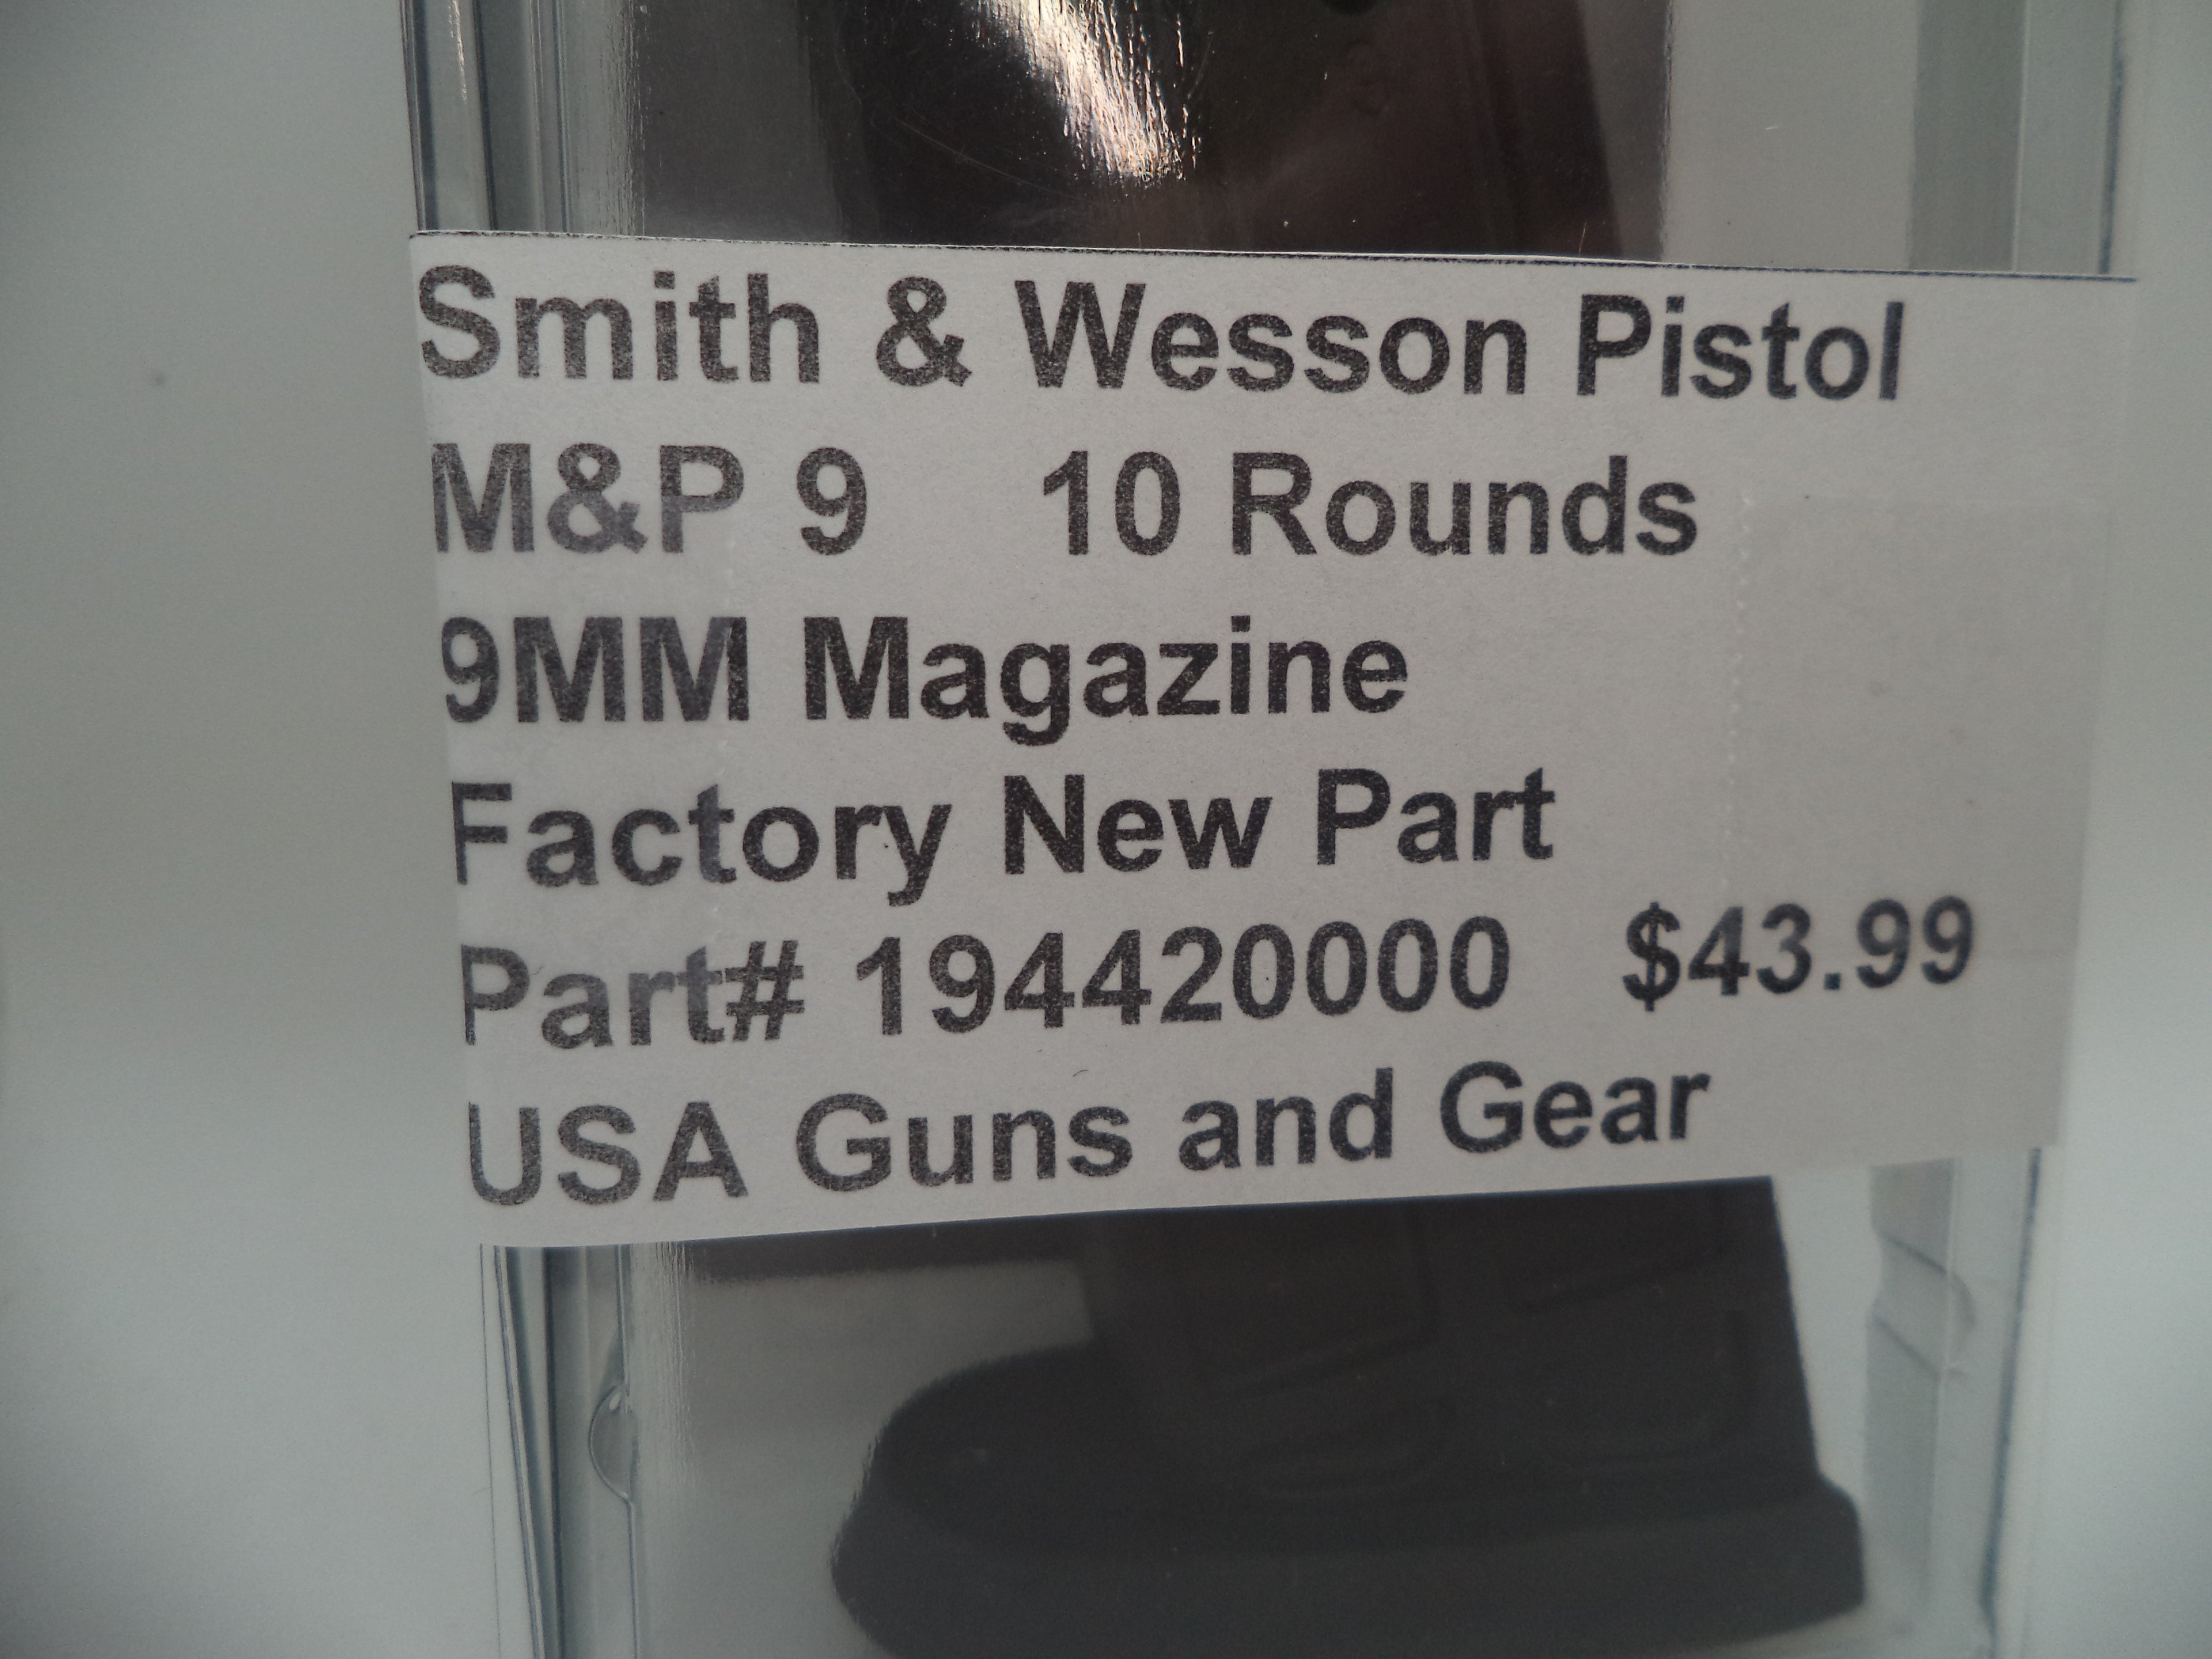 Smith & Wesson Pistol
M&P 9 10 Rounds
9MM Magazine
Factory New Part
Part# 194420000 $43.99
USA Guns and Gear